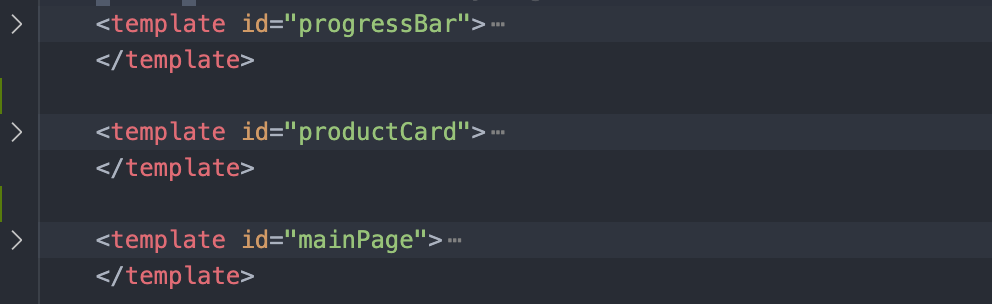 <template id="progressBar">⋯
</template>
<template id="productCard">⋯
</template>
<template id="mainPage">⋯
</template>